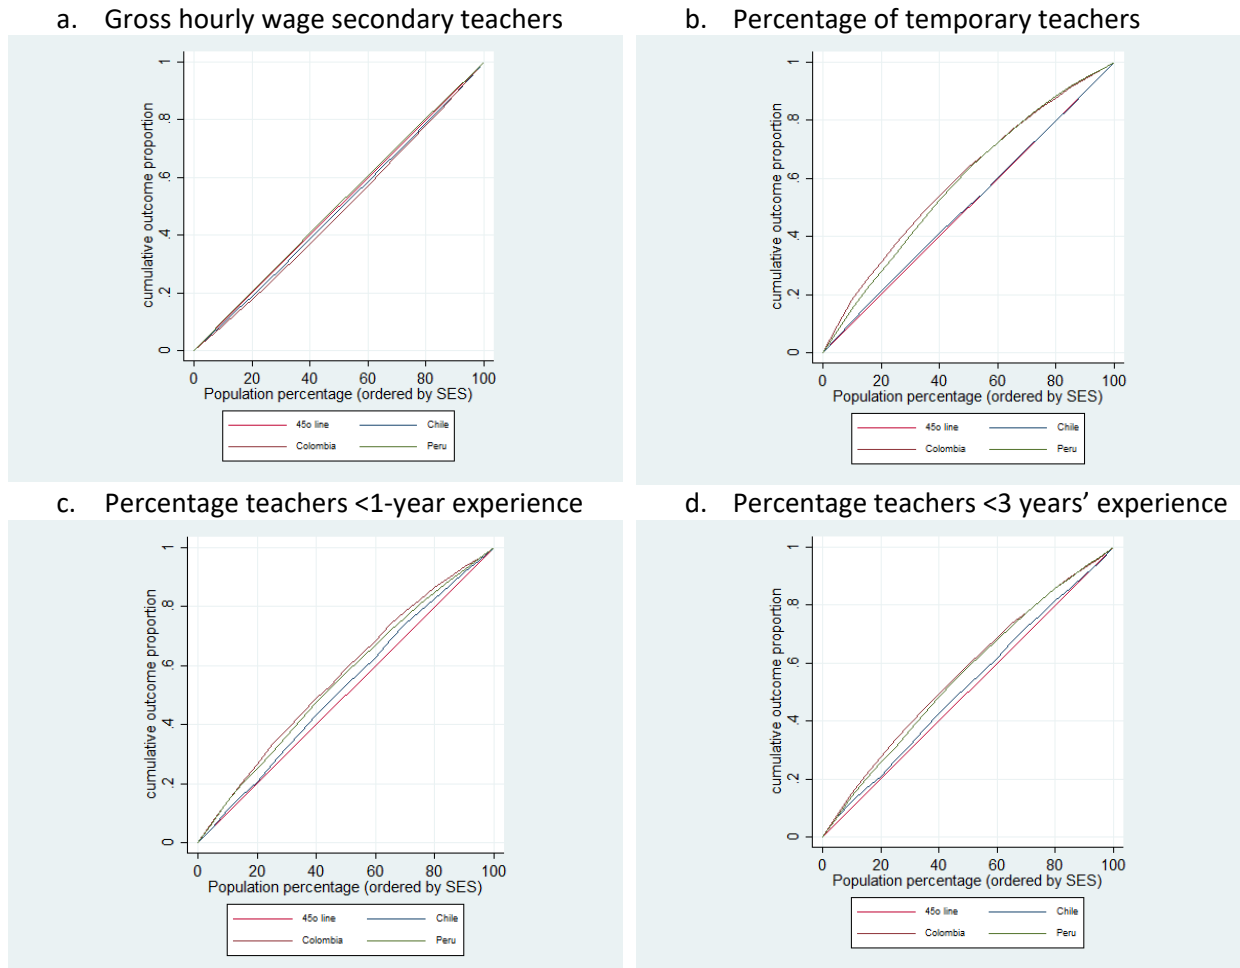 a. Gross hourly wage secondary teachers
cumulative outcome proportion
0 .2 .4 .6 .8 1
0 20 40 60 80 100
Population percentage (ordered by SES)
45o line Chile
Colombia Peru
b. Percentage of temporary teachers
cumulative outcome proportion
0 .2 .4 .6 .8 1
0 20 40 60 80 100
Population percentage (ordered by SES)
45o line Chile
Colombia Peru
c. Percentage teachers <1-year experience
cumulative outcome proportion
0 .2 .4 .6 .8 1
0 20 40 60 80 100
Population percentage (ordered by SES)
45o line Chile
Colombia Peru
d. Percentage teachers <3 years’ experience
cumulative outcome proportion
0 .2 .4 .6 .8 1
0 20 40 60 80 100
Population percentage (ordered by SES)
45o line Chile
Colombia Peru